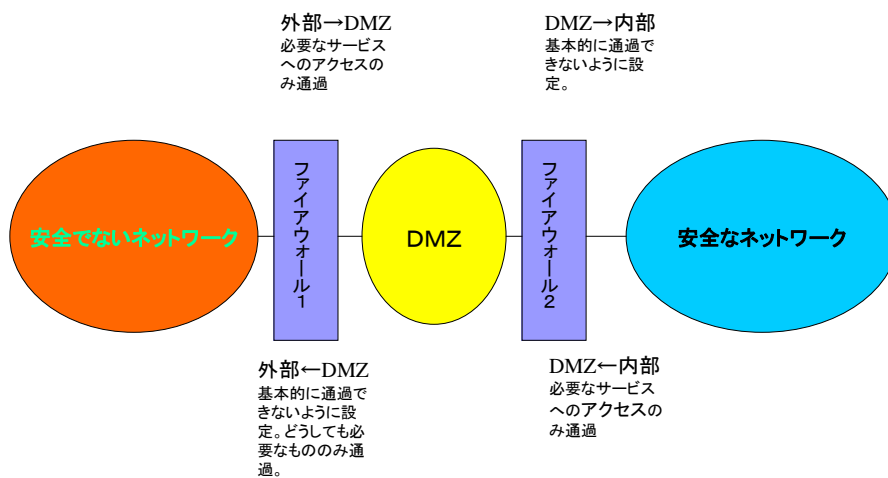 外部→DMZ
必要なサービス
へのアクセスの
み通過
DMZ→内部
基本的に通過で
きないように設
定。
安全でないネットワーク
ファイアウォール1
DMZ
ファイアウォール2
安全なネットワーク
外部←DMZ
基本的に通過で
きないように設
定。どうしても必
要なもののみ通
過。
DMZ←内部
必要なサービス
へのアクセスの
み通過